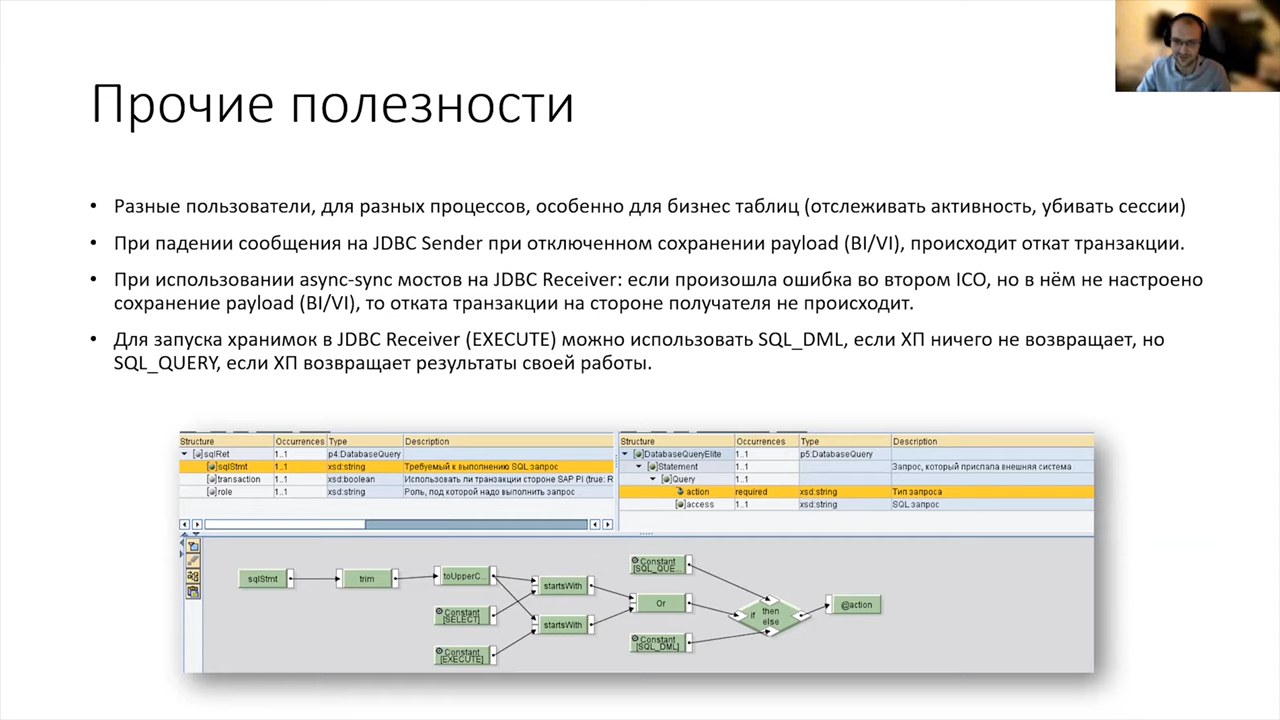 Прочие полезности
• Разные пользователи, для разных процессов, особенно для бизнес таблиц (отслеживать активность, убивать сессии)
• При падении сообщения на JDBC Sender при отключенном сохранении payload (BI/VI), происходит откат транзакции.
• При использовании async-sync мостов на JDBC Receiver: если произошла ошибка во втором ICO, но в нём не настроено
сохранение payload (BI/VI), то отката транзакции на стороне получателя не происходит.
• Для запуска хранимок в JDBC Receiver (EXECUTE) можно использовать SQL_DML, если ХП ничего не возвращает, но
SQL_QUERY, если ХП возвращает результаты своей работы.
Structure Occurrences Type Description
sqlRet 1..1 p4:DatabaseQuery
sqlStmt 1..1 xsd:string Требуемый к выполнению SQL запрос
transaction 1..1 xsd:boolean Использовать ли транзакции стороне SAP PI (true: R
role 1..1 xsd:string Роль, под которой надо выполнить запрос
Structure Occurrences Type Description
DatabaseQueryElite 1..1 p5:DatabaseQuery
Statement 1..1 Запрос, который прислала внешняя система
Query 1..1
action required xsd:string Тип запроса
access 1..1 xsd:string SQL запрос
sqlStmt
trim
toUpperC...
Constant
[SELECT]
Constant
[EXECUTE]
startsWith
startsWith
Constant
[SQL_QUE...
Or
Constant
[SQL_DML]
if then
else
@action